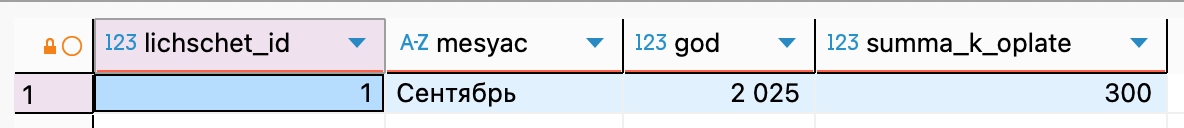 123 lichschet_id A-Z mesyac 123 god 123 summa_k_oplate
1 1 Сентябрь 2 025 300